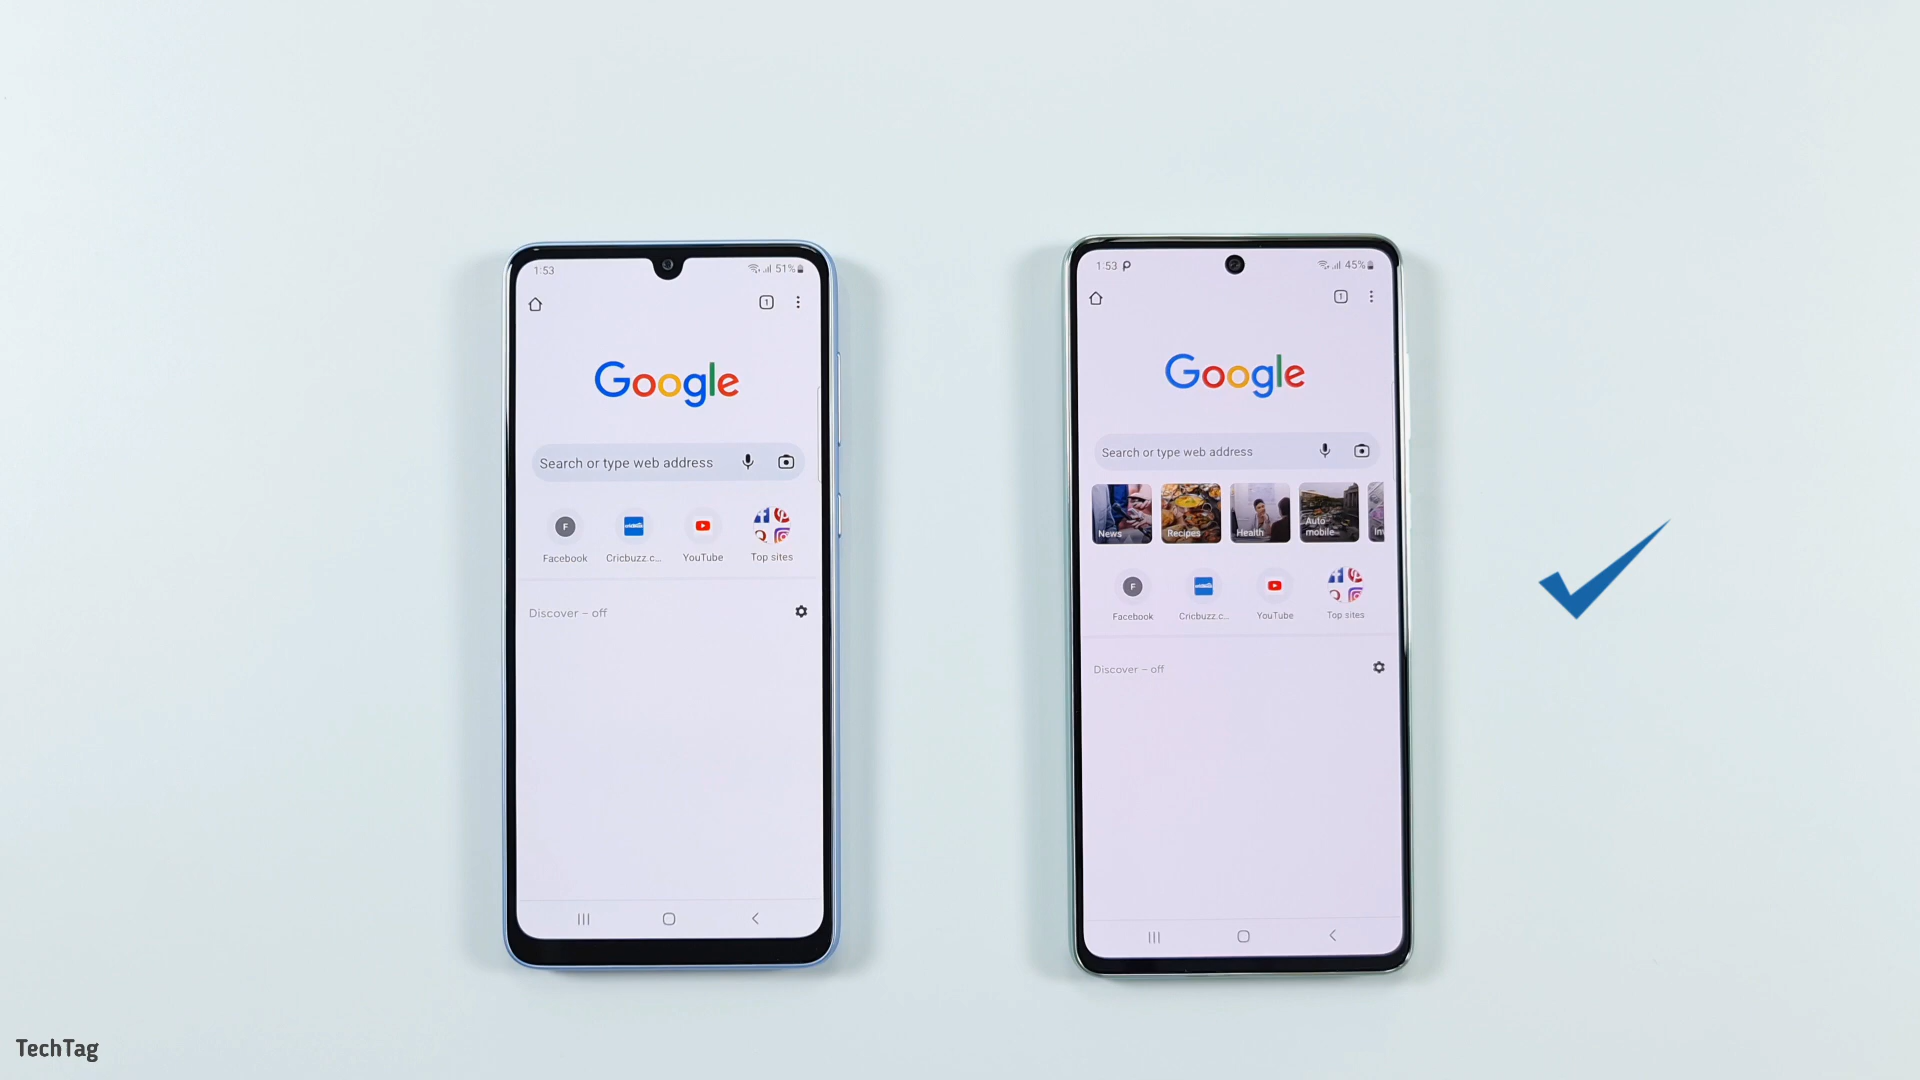 1:53
51%
1
Google
Search or type web address
F
Facebook
Cricbuzz.c...
YouTube
Top sites
Discover – off
1:53
45%
1
Google
Search or type web address
News
Recipes
Health
Auto
mobile
F
Facebook
Cricbuzz.c...
YouTube
Top sites
Discover – off
TechTag